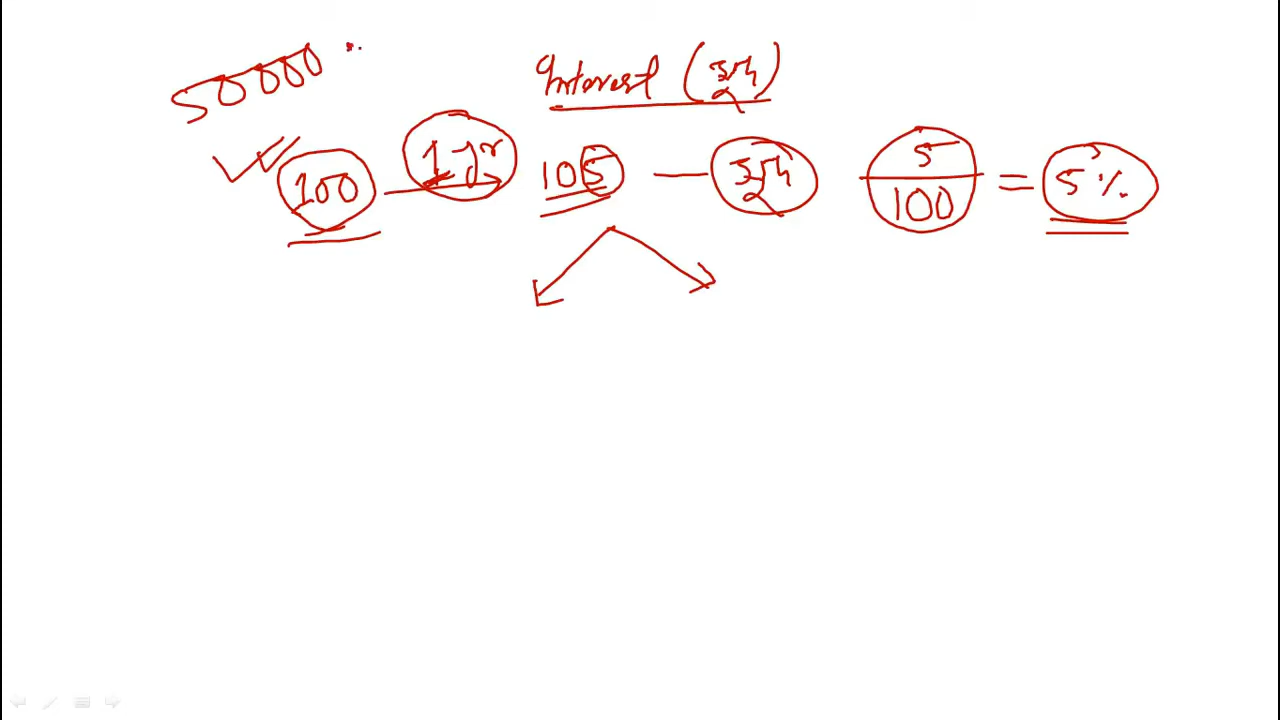 50000
Interest
100 1 yr 105 — 5/100 = 5%